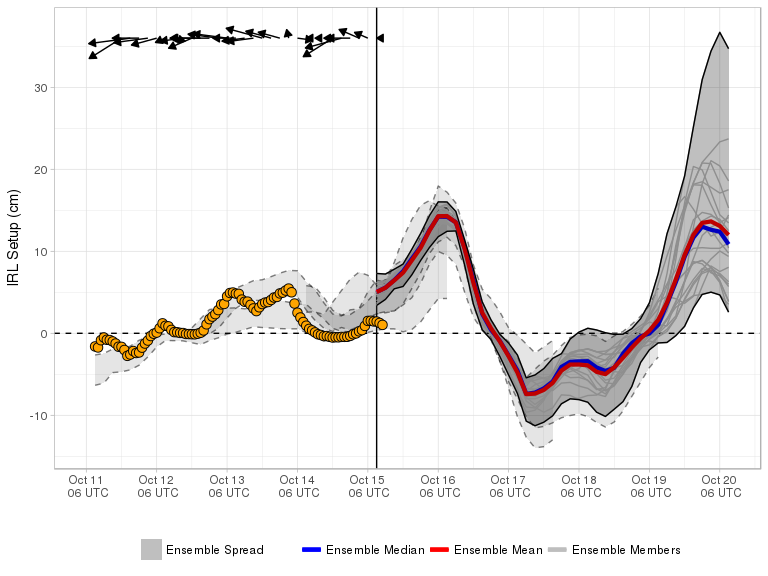 IRL Setup (cm)
30
20
10
0
-10
Oct 11 Oct 12 Oct 13 Oct 14 Oct 15 Oct 16 Oct 17 Oct 18 Oct 19 Oct 20
06 UTC 06 UTC 06 UTC 06 UTC 06 UTC 06 UTC 06 UTC 06 UTC 06 UTC 06 UTC
Ensemble Spread Ensemble Median Ensemble Mean Ensemble Members